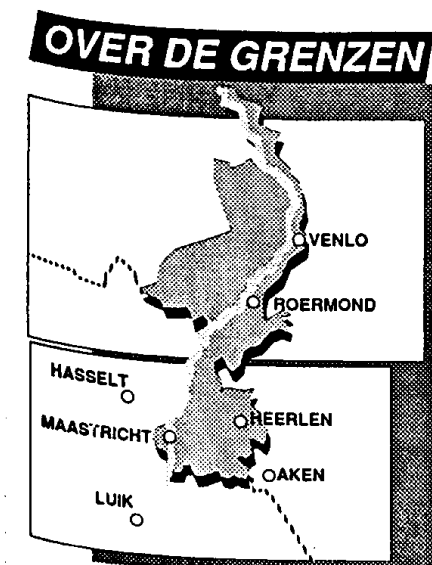 OVER DE GRENZEN
VENLO
ROERMOND
HASSELT
MAASTRICHT
HEERLEN
AKEN
LUIK